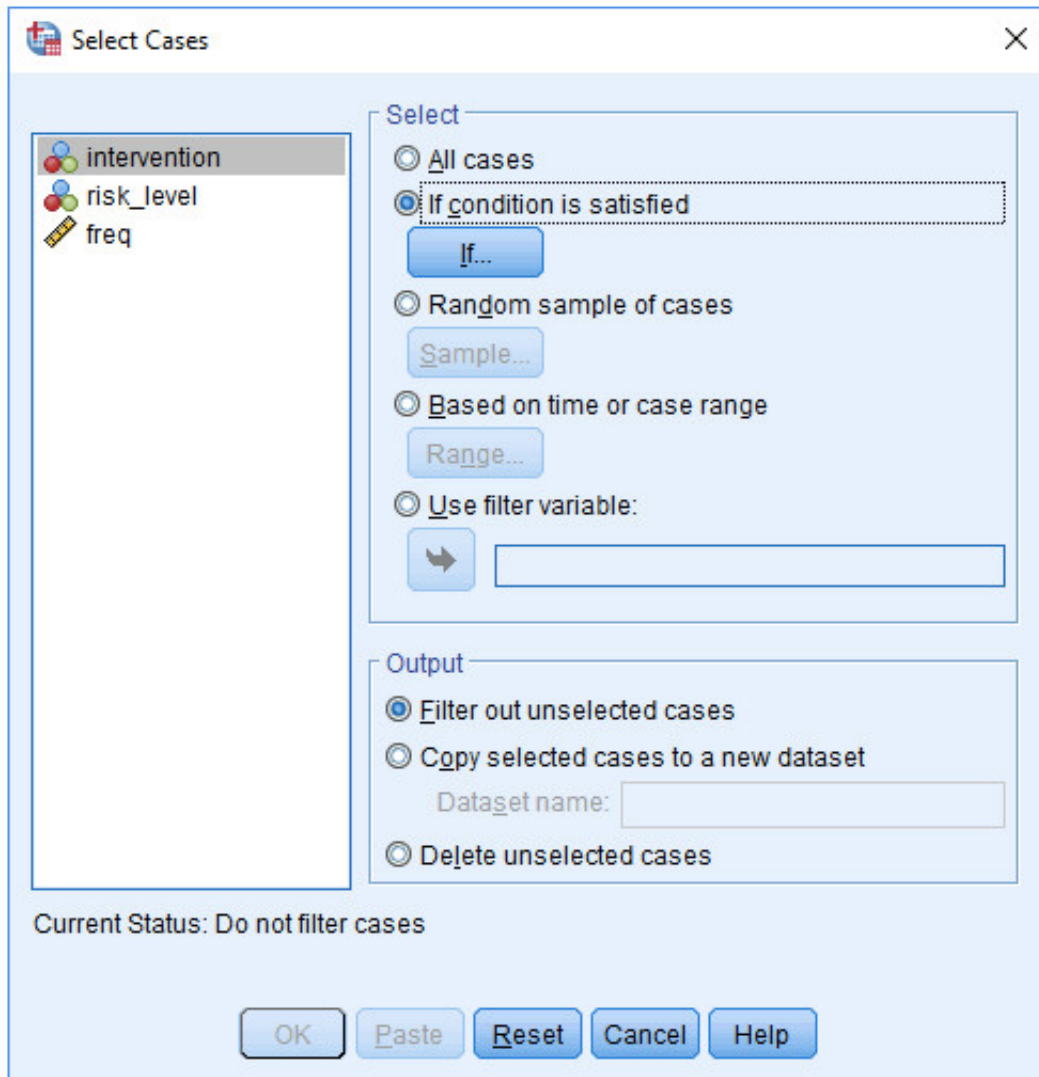 Select Cases
intervention
risk_level
freq
Select
All cases
If condition is satisfied
If...
Random sample of cases
Sample...
Based on time or case range
Range...
Use filter variable:
Output
Filter out unselected cases
Copy selected cases to a new dataset
Dataset name:
Delete unselected cases
Current Status: Do not filter cases
OK Paste Reset Cancel Help